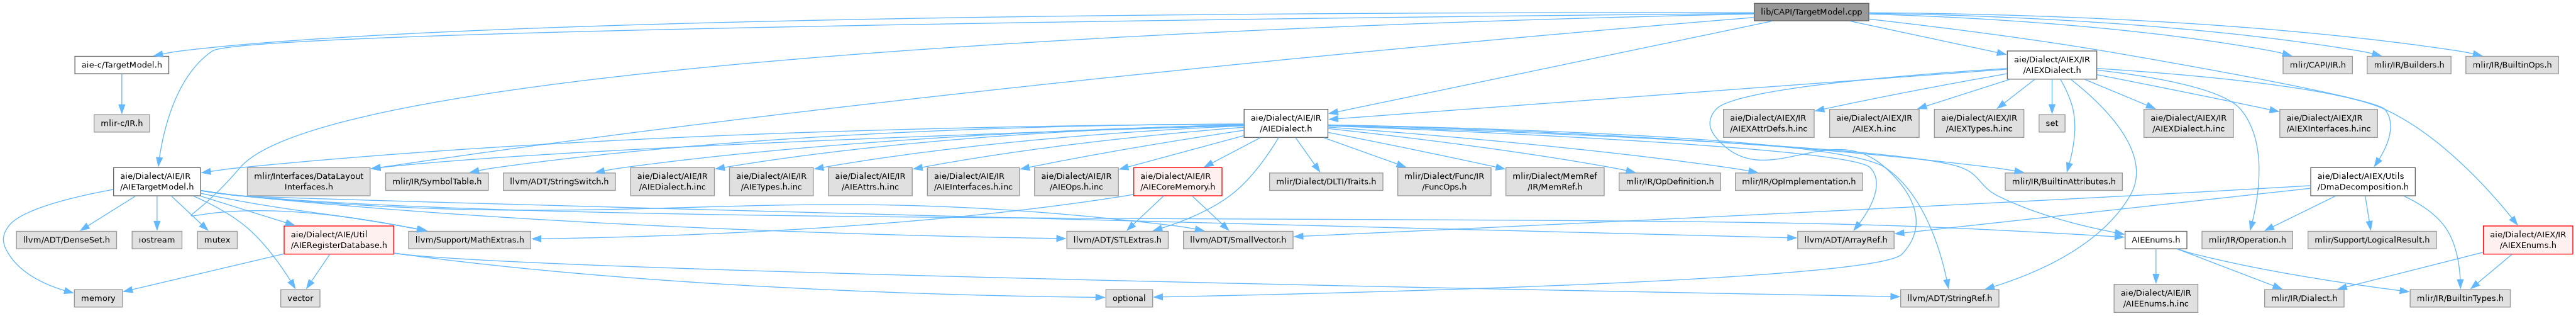 lib/CAPI/TargetModel.cpp
aie-c/TargetModel.h
aie/Dialect/AIEX/IR
/AIEXDialect.h
mlir/CAPI/IR.h
mlir/IR/Builders.h
mlir/IR/BuiltinOps.h
mlir-c/IR.h
aie/Dialect/AIE/IR
/AIEDialect.h
aie/Dialect/AIEX/IR
/AIEXAttrDefs.h.inc
aie/Dialect/AIEX/IR
/AIEX.h.inc
aie/Dialect/AIEX/IR
/AIEXTypes.h.inc
set
aie/Dialect/AIEX/IR
/AIEXDialect.h.inc
aie/Dialect/AIEX/IR
/AIEXInterfaces.h.inc
aie/Dialect/AIE/IR
/AIETargetModel.h
mlir/Interfaces/DataLayout
Interfaces.h
mlir/IR/SymbolTable.h
llvm/ADT/StringSwitch.h
aie/Dialect/AIE/IR
/AIEDialect.h.inc
aie/Dialect/AIE/IR
/AIETypes.h.inc
aie/Dialect/AIE/IR
/AIEAttrs.h.inc
aie/Dialect/AIE/IR
/AIEInterfaces.h.inc
aie/Dialect/AIE/IR
/AIEOps.h.inc
aie/Dialect/AIE/IR
/AIECoreMemory.h
mlir/Dialect/DLTI/Traits.h
mlir/Dialect/Func/IR
/FuncOps.h
mlir/Dialect/MemRef
/IR/MemRef.h
mlir/IR/OpDefinition.h
mlir/IR/OpImplementation.h
mlir/IR/BuiltinAttributes.h
aie/Dialect/AIEX/Utils
/DmaDecomposition.h
llvm/ADT/DenseSet.h
iostream
mutex
aie/Dialect/AIE/Util
/AIERegisterDatabase.h
llvm/Support/MathExtras.h
llvm/ADT/STLExtras.h
llvm/ADT/SmallVector.h
llvm/ADT/ArrayRef.h
AIEEnums.h
mlir/IR/Operation.h
mlir/Support/LogicalResult.h
aie/Dialect/AIEX/IR
/AIEXEnums.h
memory
vector
optional
llvm/ADT/StringRef.h
aie/Dialect/AIE/IR
/AIEEnums.h.inc
mlir/IR/Dialect.h
mlir/IR/BuiltinTypes.h